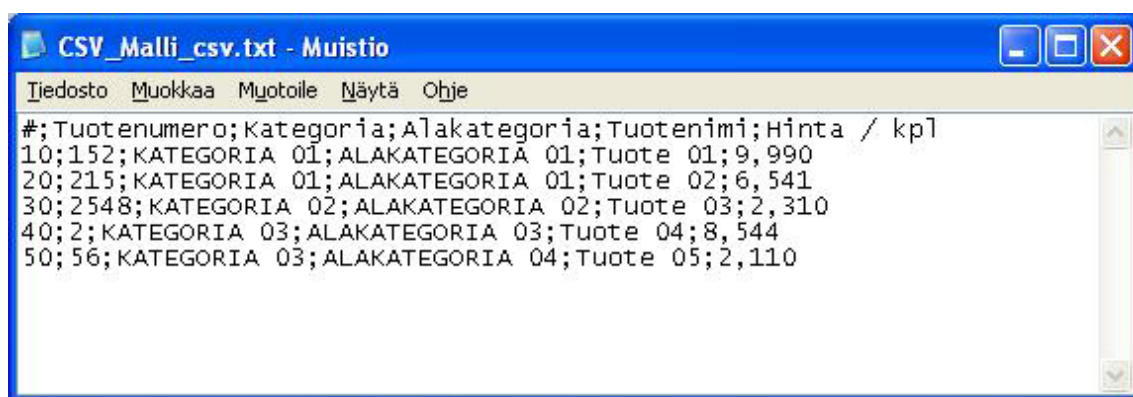 CSV_Malli_csv.txt - Muistio
Tiedosto Muokkaa Muotoile Näytä Ohje
#;Tuotenumero;Kategoria;Alakategoria;Tuotenimi;Hinta / kpl
10;152;KATEGORIA 01;ALAKATEGORIA 01;Tuote 01;9,990
20;215;KATEGORIA 01;ALAKATEGORIA 01;Tuote 02;6,541
30;2548;KATEGORIA 02;ALAKATEGORIA 02;Tuote 03;2,310
40;2;KATEGORIA 03;ALAKATEGORIA 03;Tuote 04;8,544
50;56;KATEGORIA 03;ALAKATEGORIA 04;Tuote 05;2,110